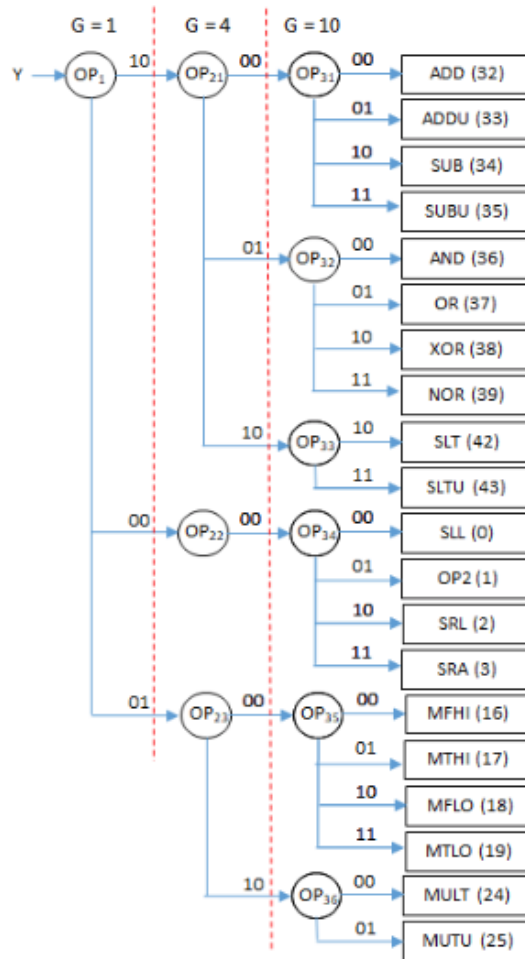 G = 1 G = 4 G = 10
Y OP1 10 OP21 00 OP31 00 ADD (32)
01 ADDU (33)
10 SUB (34)
11 SUBU (35)
01 OP32 00 AND (36)
01 OR (37)
10 XOR (38)
11 NOR (39)
10 OP33 10 SLT (42)
11 SLTU (43)
00 OP22 00 OP34 00 SLL (0)
01 OP2 (1)
10 SRL (2)
11 SRA (3)
01 OP23 00 OP35 00 MFHI (16)
01 MTHI (17)
10 MFLO (18)
11 MTLO (19)
10 OP36 00 MULT (24)
01 MUTU (25)